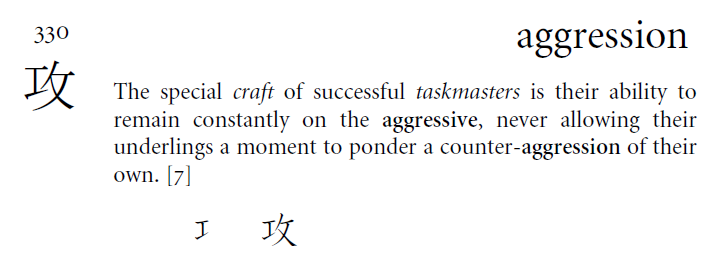 330
aggression
攻
The special craft of successful taskmasters is their ability to
remain constantly on the aggressive, never allowing their
underlings a moment to ponder a counter-aggression of their
own. [7]
工 攻